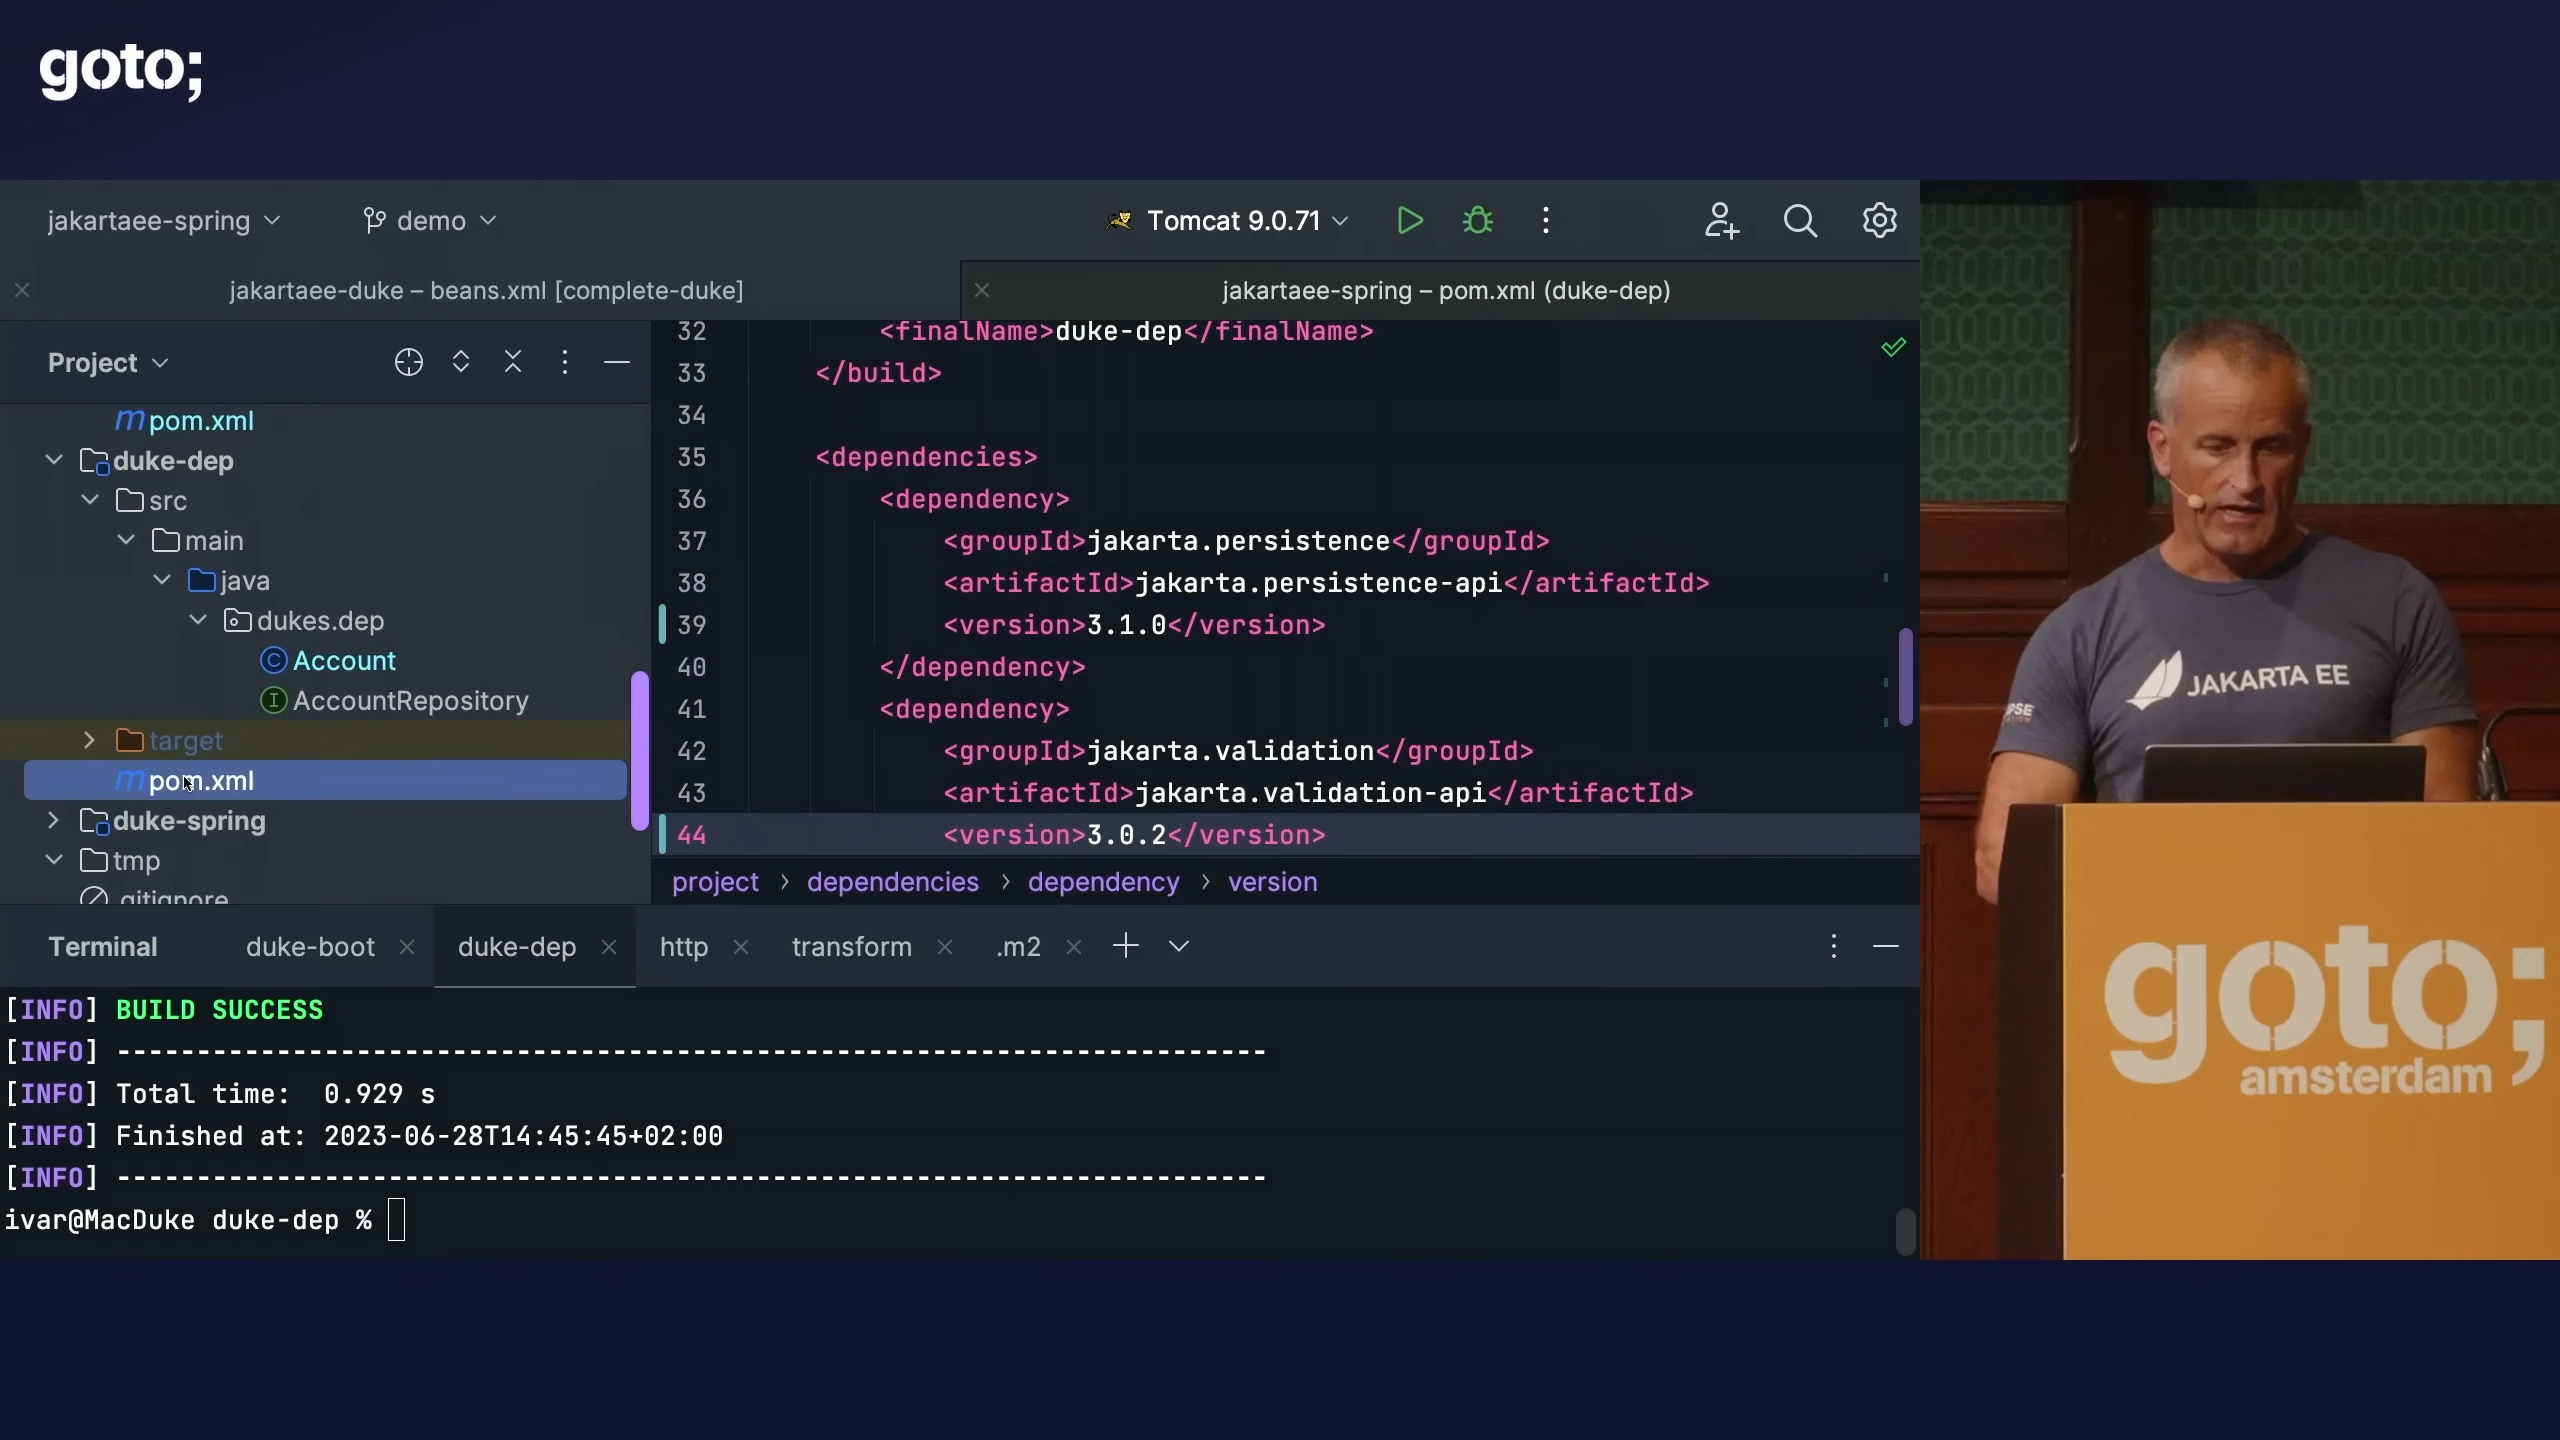 goto;
jakartaee-spring
demo
Tomcat 9.0.71
jakartaee-duke – beans.xml [complete-duke]
jakartaee-spring – pom.xml (duke-dep)
Project
pom.xml
duke-dep
src
main
java
dukes.dep
Account
AccountRepository
target
pom.xml
duke-spring
tmp
.gitignore
32 <finalName>duke-dep</finalName>
33 </build>
34
35 <dependencies>
36 <dependency>
37 <groupId>jakarta.persistence</groupId>
38 <artifactId>jakarta.persistence-api</artifactId>
39 <version>3.1.0</version>
40 </dependency>
41 <dependency>
42 <groupId>jakarta.validation</groupId>
43 <artifactId>jakarta.validation-api</artifactId>
44 <version>3.0.2</version>
project > dependencies > dependency > version
Terminal duke-boot duke-dep http transform .m2
[INFO] BUILD SUCCESS
[INFO] ------------------------------------------------------------------------
[INFO] Total time:  0.929 s
[INFO] Finished at: 2023-06-28T14:45:45+02:00
[INFO] ------------------------------------------------------------------------
ivar@MacDuke duke-dep %
JAKARTA EE
goto;
amsterdam